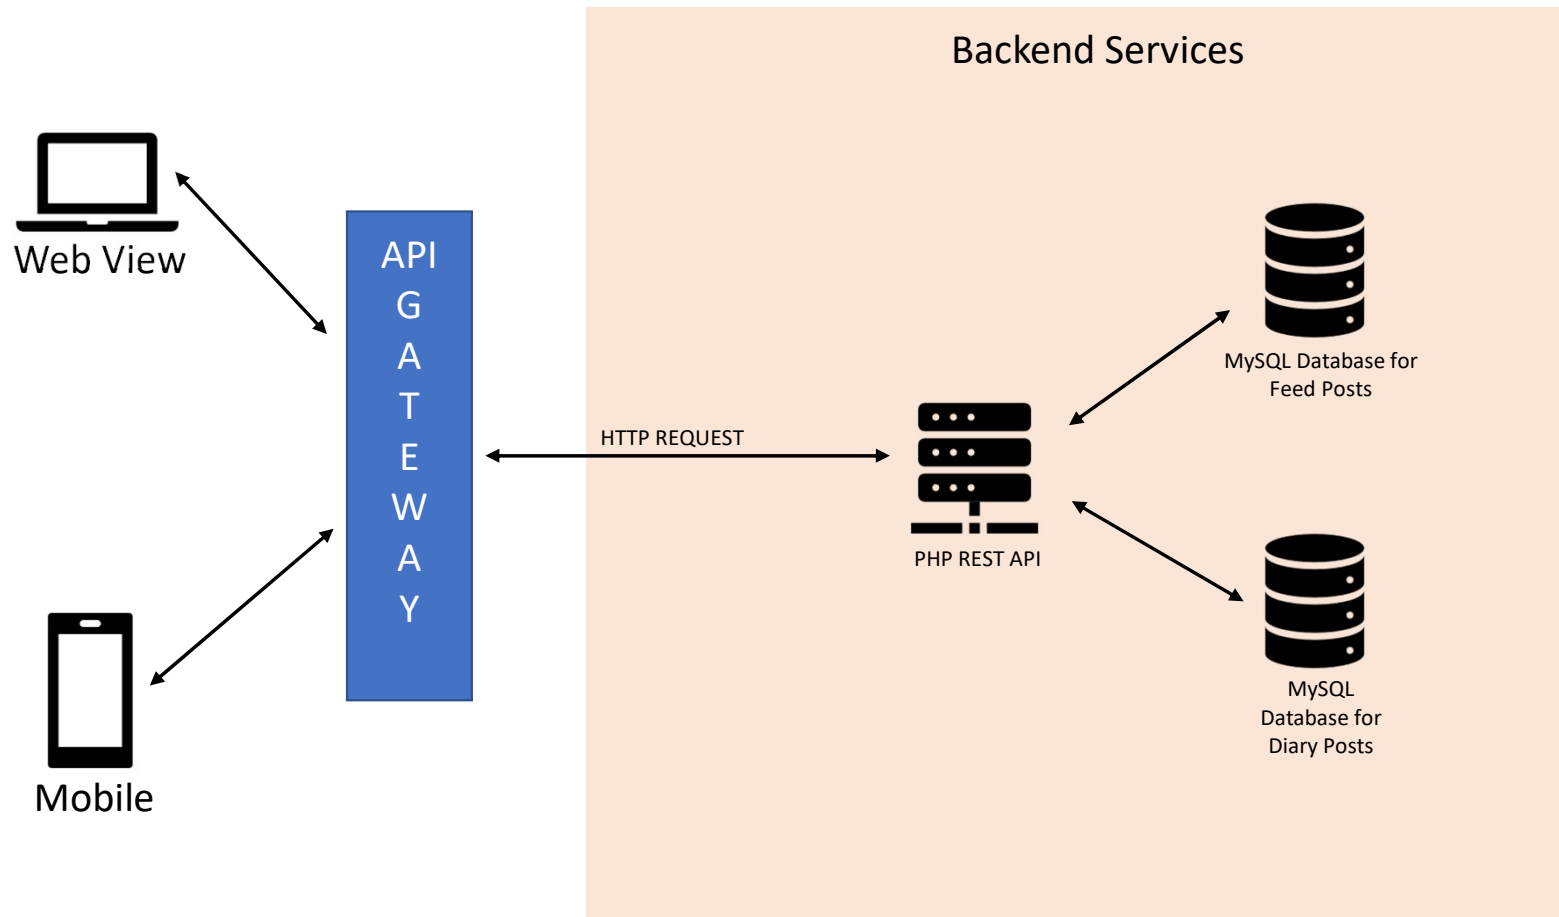 Backend Services
Web View
API
G
A
T
E
W
A
Y
HTTP REQUEST
MySQL Database for
Feed Posts
PHP REST API
MySQL
Database for
Diary Posts
Mobile